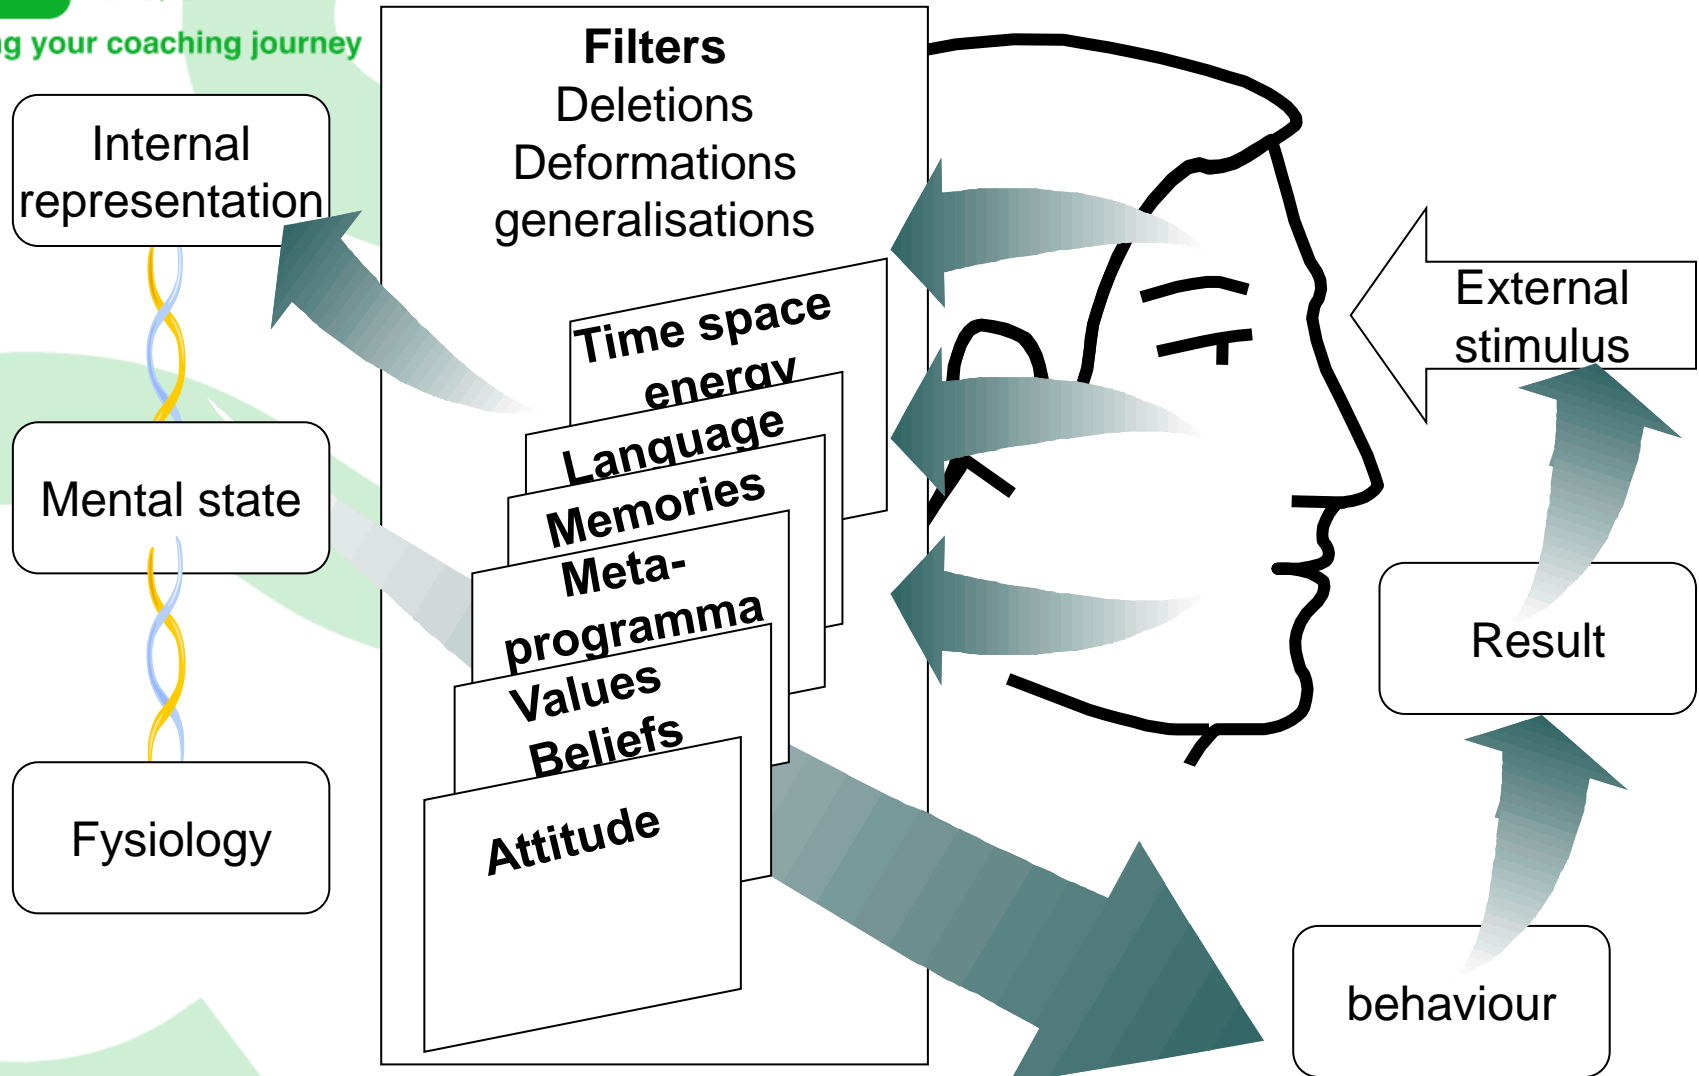 your coaching journey
Filters
Deletions
Deformations
generalisations
Internal
representation
Time space
energy
Language
Memories
Meta-
programma
Values
Beliefs
Attitude
Mental state
Fysiology
External
stimulus
Result
behaviour